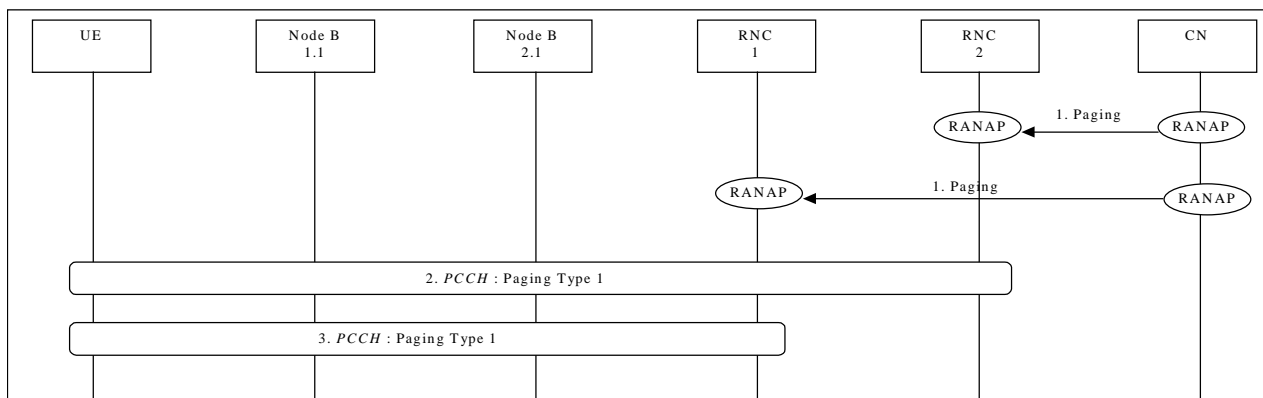 UE
Node B
1.1
Node B
2.1
RNC
1
RNC
2
CN
1. Paging
RANAP
RANAP
1. Paging
RANAP
RANAP
2. PCCH : Paging Type 1
3. PCCH : Paging Type 1